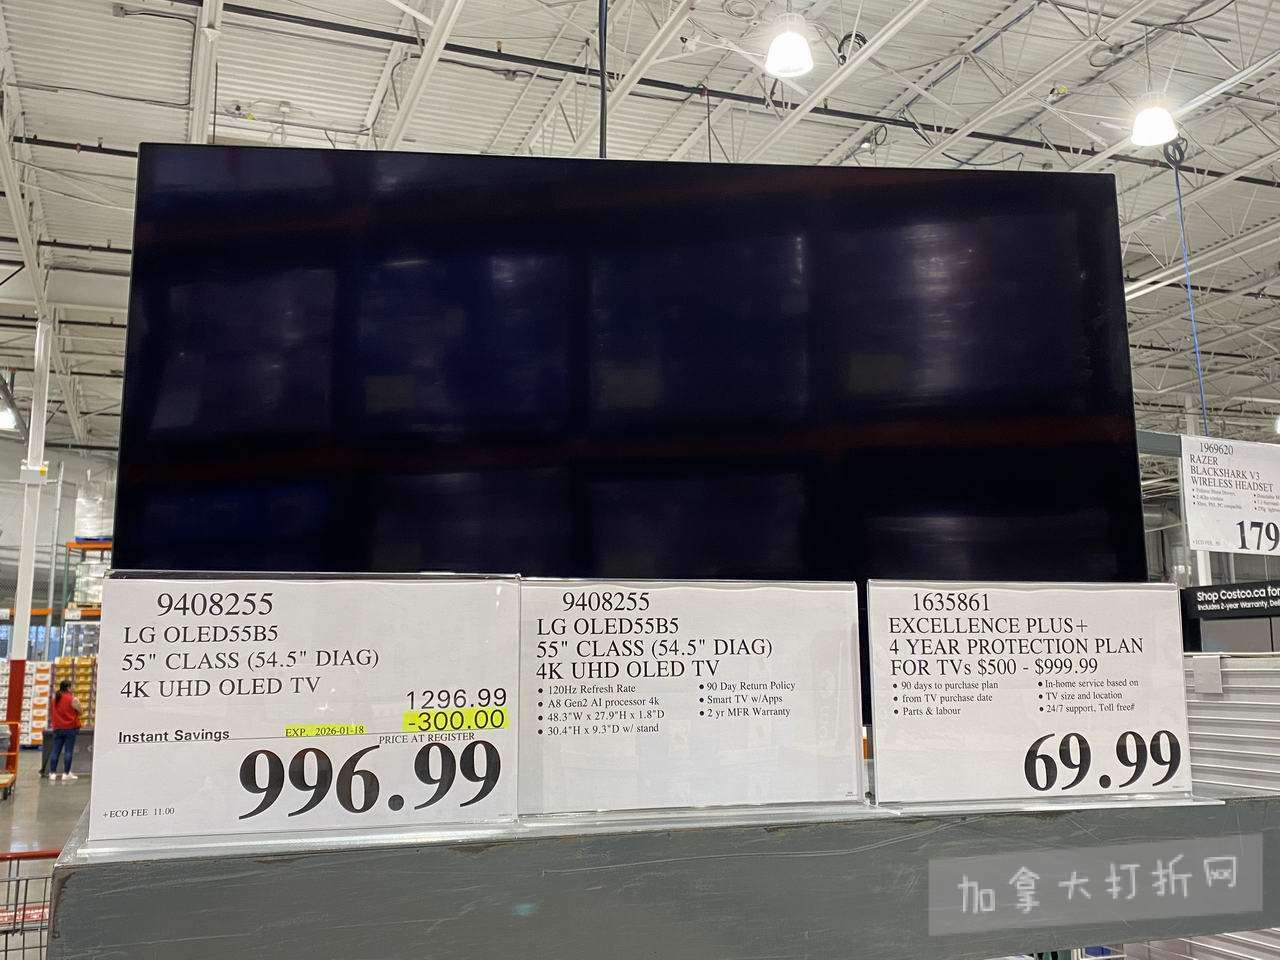 9408255
LG OLED55B5
55" CLASS (54.5" DIAG)
4K UHD OLED TV
1296.99
-300.00
Instant Savings
EXP. 2026-01-18
PRICE AT REGISTER
996.99
+ECO FEE 11.00
9408255
LG OLED55B5
55" CLASS (54.5" DIAG)
4K UHD OLED TV
• 120Hz Refresh Rate
• A8 Gen2 AI processor 4k
• 48.3"W x 27.9"H x 1.8"D
• 30.4"H x 9.3"D w/ stand
• 90 Day Return Policy
• Smart TV w/Apps
• 2 yr MFR Warranty
1635861
EXCELLENCE PLUS+
4 YEAR PROTECTION PLAN
FOR TVs $500 - $999.99
• 90 days to purchase plan
• from TV purchase date
• Parts & labour
• In-home service based on
• TV size and location
• 24/7 support, Toll free#
69.99
1969620
RAZER
BLACKSHARK V3
WIRELESS HEADSET
179
Shop Costco.ca for
Includes 2-year Warranty,
加拿大打折网